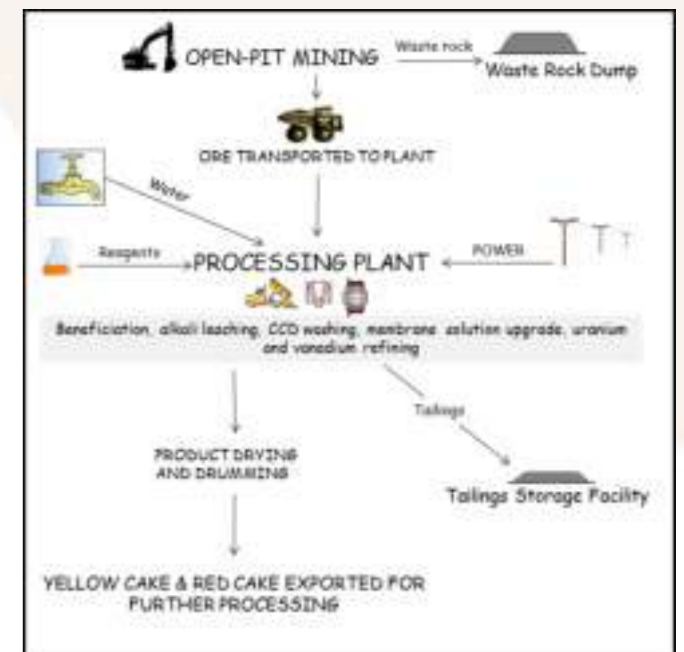 OPEN-PIT MINING
Waste rock
Waste Rock Dump
ORE TRANSPORTED TO PLANT
Water
Reagents
PROCESSING PLANT
POWER
Beneficiation, alkali leaching, CCD washing, membrane solution upgrade, uranium
and vanadium refining
Tailings
PRODUCT DRYING
AND DRUMMING
Tailings Storage Facility
YELLOW CAKE & RED CAKE EXPORTED FOR
FURTHER PROCESSING